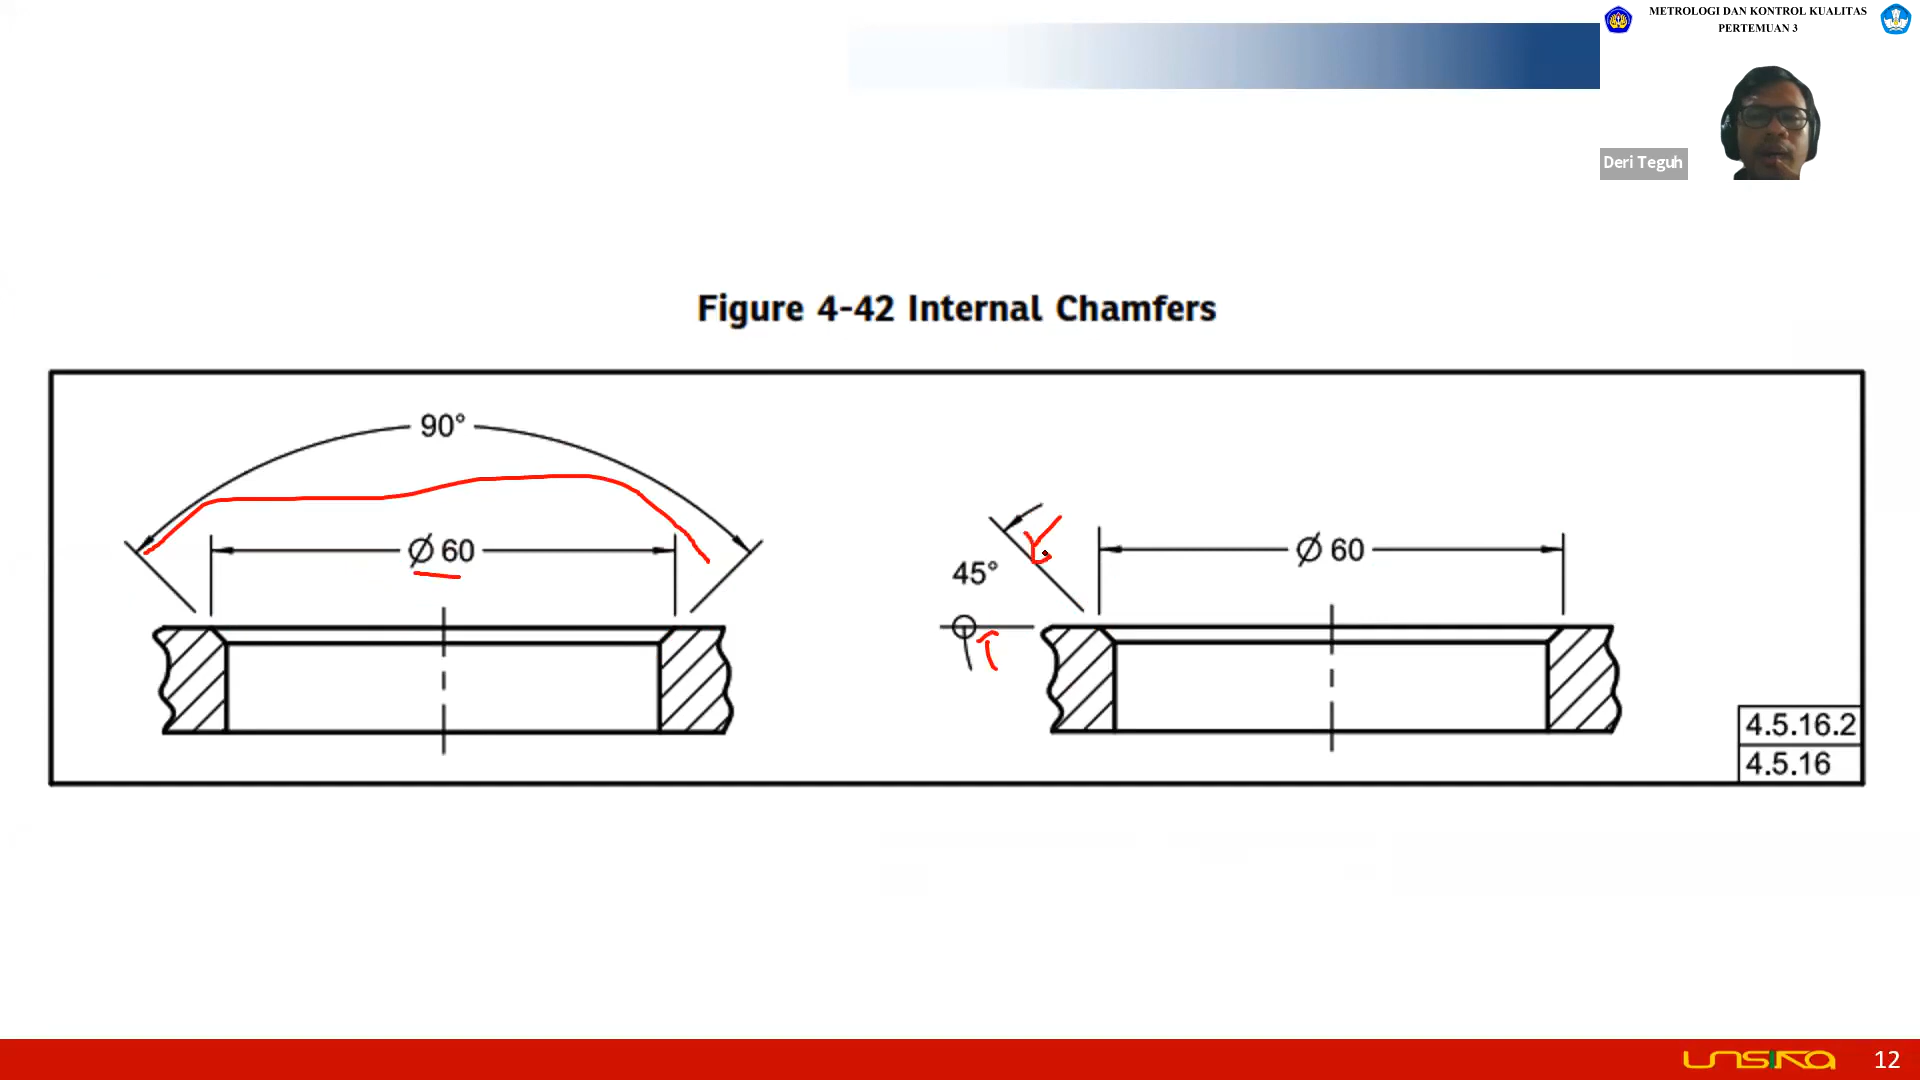 METROLOGI DAN KONTROL KUALITAS
PERTEMUAN 3
Deri Teguh
Figure 4-42 Internal Chamfers
90°
Ø 60
45°
Ø 60
4.5.16.2
4.5.16
UNSIKA
12